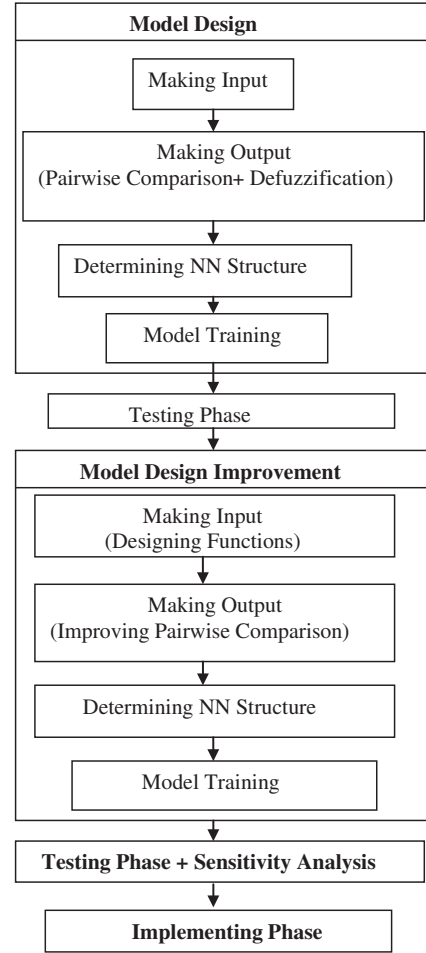 Model Design
Making Input
Making Output
(Pairwise Comparison+ Defuzzification)
Determining NN Structure
Model Training
Testing Phase
Model Design Improvement
Making Input
(Designing Functions)
Making Output
(Improving Pairwise Comparison)
Determining NN Structure
Model Training
Testing Phase + Sensitivity Analysis
Implementing Phase